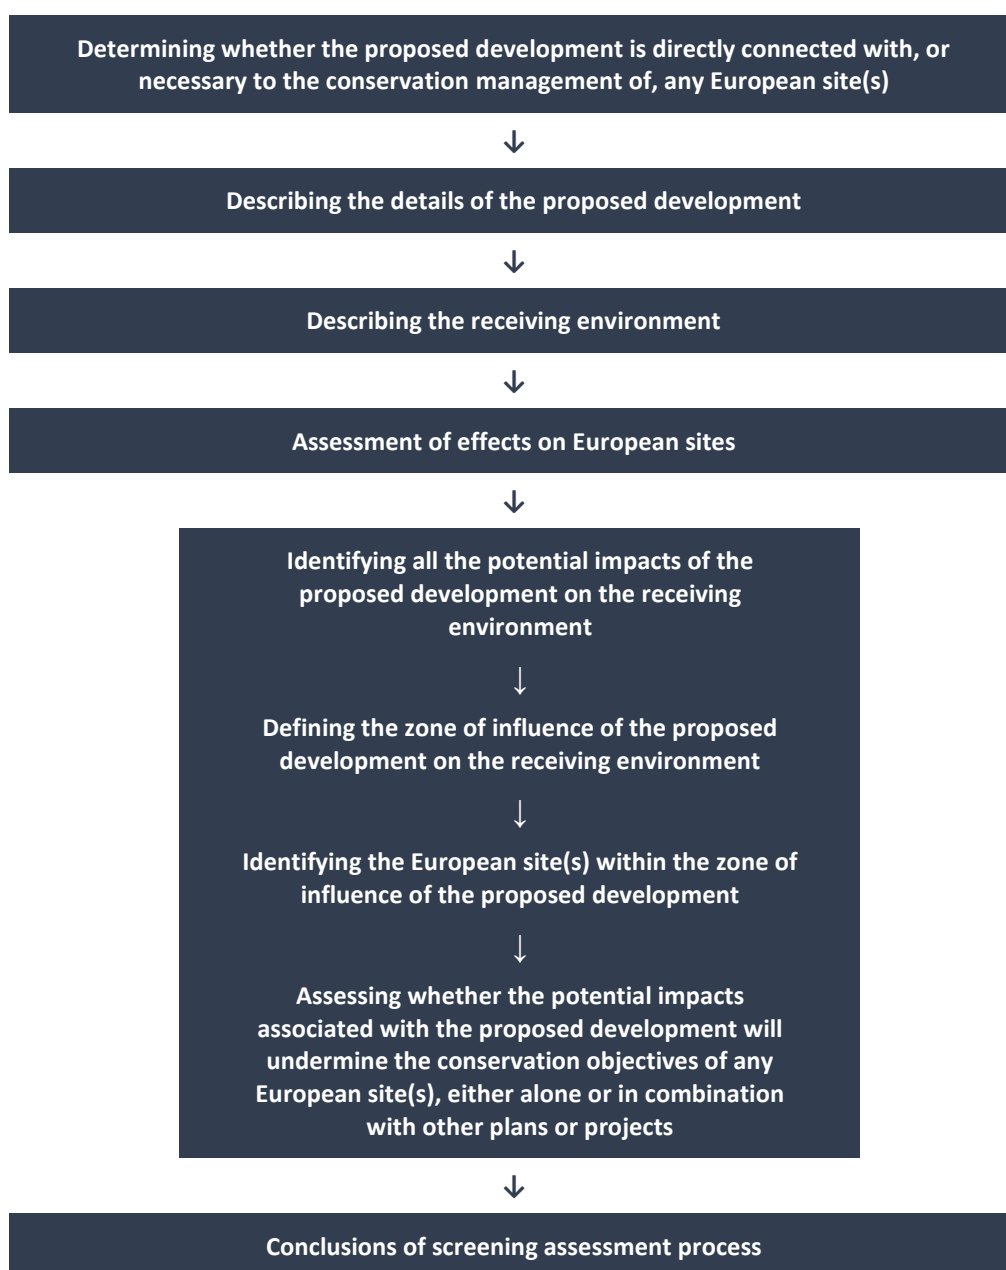 Determining whether the proposed development is directly connected with, or
necessary to the conservation management of, any European site(s)
↓
Describing the details of the proposed development
↓
Describing the receiving environment
↓
Assessment of effects on European sites
↓
Identifying all the potential impacts of the
proposed development on the receiving
environment
↓
Defining the zone of influence of the proposed
development on the receiving environment
↓
Identifying the European site(s) within the zone of
influence of the proposed development
↓
Assessing whether the potential impacts
associated with the proposed development will
undermine the conservation objectives of any
European site(s), either alone or in combination
with other plans or projects
↓
Conclusions of screening assessment process